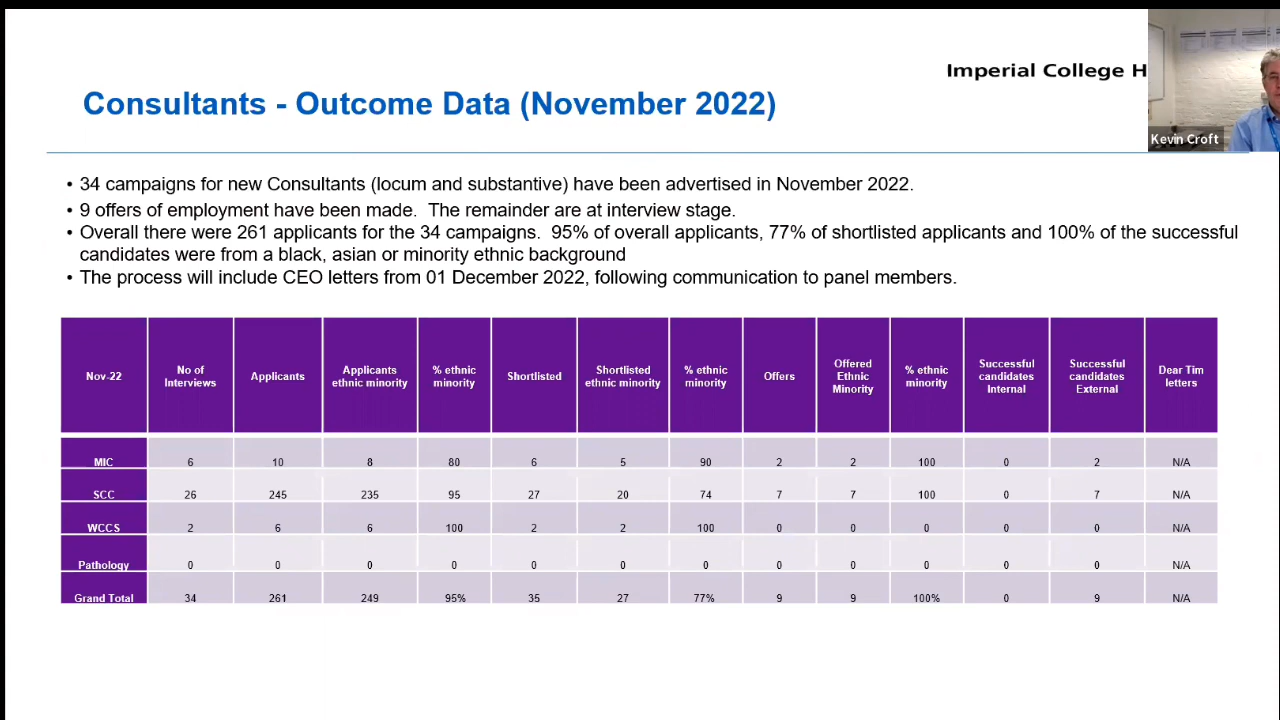 Imperial College H
Consultants - Outcome Data (November 2022)
Kevin Croft
• 34 campaigns for new Consultants (locum and substantive) have been advertised in November 2022.
• 9 offers of employment have been made. The remainder are at interview stage.
• Overall there were 261 applicants for the 34 campaigns. 95% of overall applicants, 77% of shortlisted applicants and 100% of the successful
candidates were from a black, asian or minority ethnic background
• The process will include CEO letters from 01 December 2022, following communication to panel members.
Nov-22 No of Interviews Applicants Applicants ethnic minority % ethnic minority Shortlisted Shortlisted ethnic minority % ethnic minority Offers Offered Ethnic Minority % ethnic minority Successful candidates Internal Successful candidates External Dear Tim letters
MIC 6 10 8 80 6 5 90 2 2 100 0 2 N/A
SCC 26 245 235 95 27 20 74 7 7 100 0 7 N/A
WCCS 2 6 6 100 2 2 100 0 0 0 0 0 N/A
Pathology 0 0 0 0 0 0 0 0 0 0 0 0 N/A
Grand Total 34 261 249 95% 35 27 77% 9 9 100% 0 9 N/A